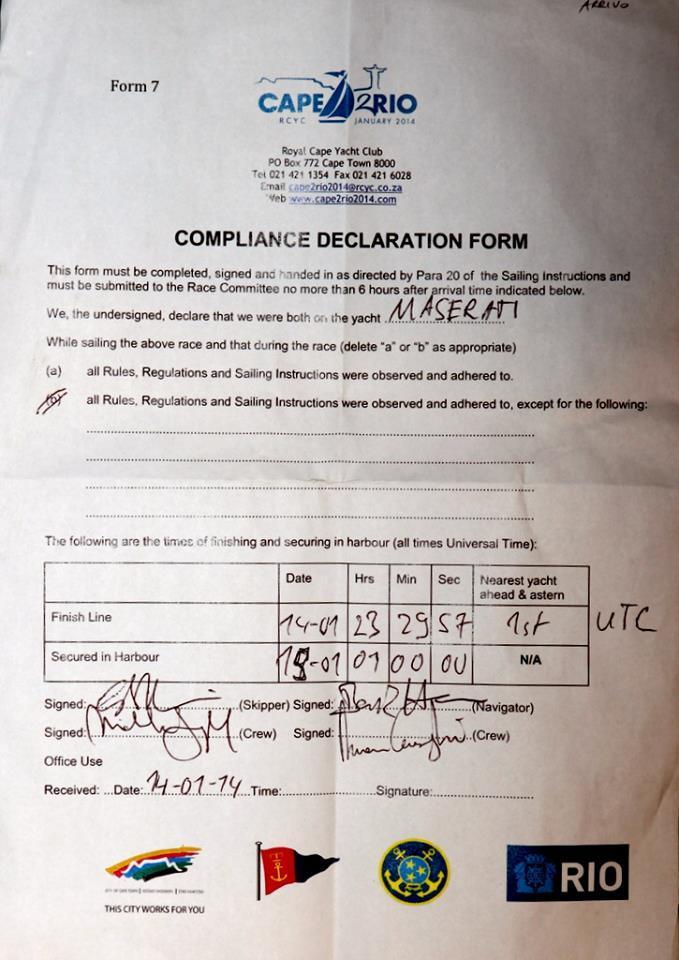 ARRIVO
Form 7
CAPE 2 RIO
RCYC JANUARY 2014
Royal Cape Yacht Club
PO Box 772 Cape Town 8000
Tel 021 421 1354 Fax 021 421 6028
Email cape2rio2014@rcyc.co.za
Web www.cape2rio2014.com
COMPLIANCE DECLARATION FORM
This form must be completed, signed and handed in as directed by Para 20 of the Sailing Instructions and
must be submitted to the Race Committee no more than 6 hours after arrival time indicated below.
We, the undersigned, declare that we were both on the yacht MASERATI
While sailing the above race and that during the race (delete "a" or "b" as appropriate)
(a) all Rules, Regulations and Sailing Instructions were observed and adhered to.
(b) all Rules, Regulations and Sailing Instructions were observed and adhered to, except for the following:
The following are the times of finishing and securing in harbour (all times Universal Time):
Date Hrs Min Sec Nearest yacht
ahead & astern
Finish Line 14-01 23 29 57 1st UTC
Secured in Harbour 15-01 01 00 00 N/A
Signed: (Skipper) Signed: (Navigator)
Signed: (Crew) Signed: (Crew)
Office Use
Received: ...Date: 14-01-14 Time: Signature:
THIS CITY WORKS FOR YOU
RIO